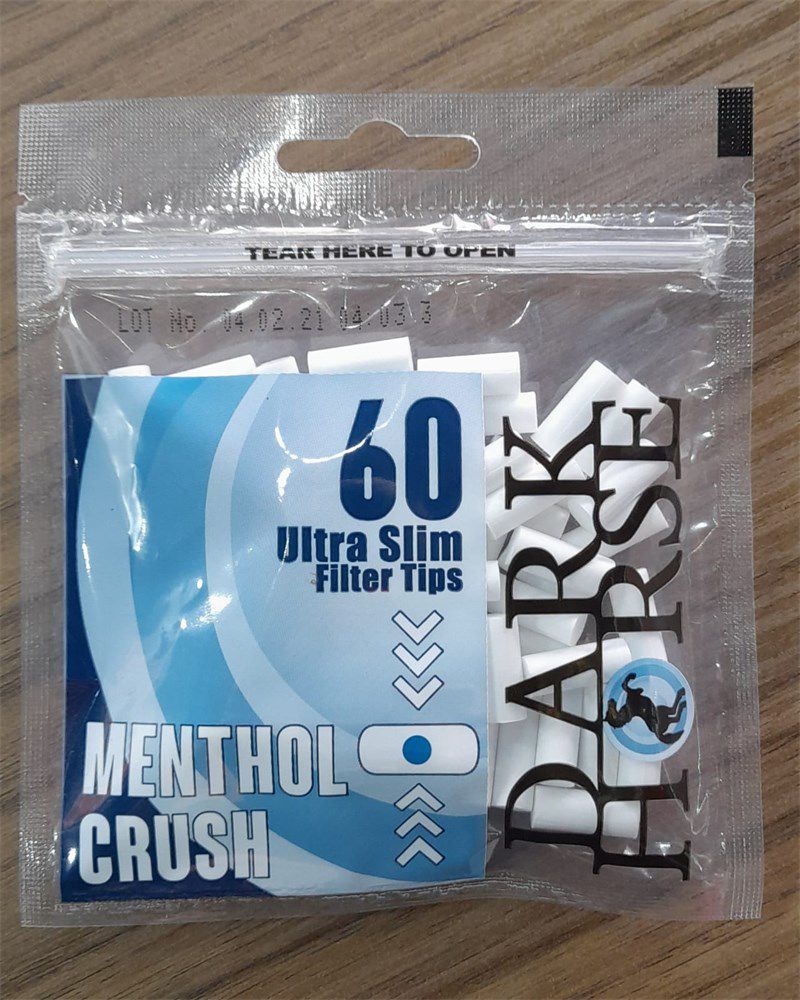 TEAR HERE TO OPEN
LOT No. 04.02.21 04:03 3
60
Ultra Slim
Filter Tips
MENTHOL
CRUSH
DARK
HORSE